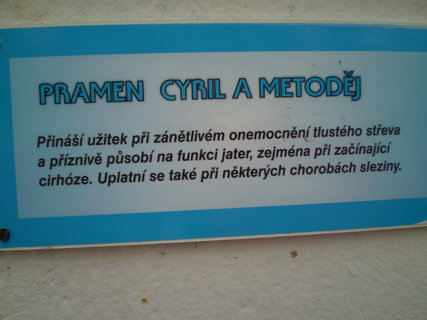 PRAMEN CYRIL A METODĚJ
Přináší užitek při zánětlivém onemocnění tlustého střeva
a příznivě působí na funkci jater, zejména při začínající
cirhóze. Uplatní se také při některých chorobách sleziny.